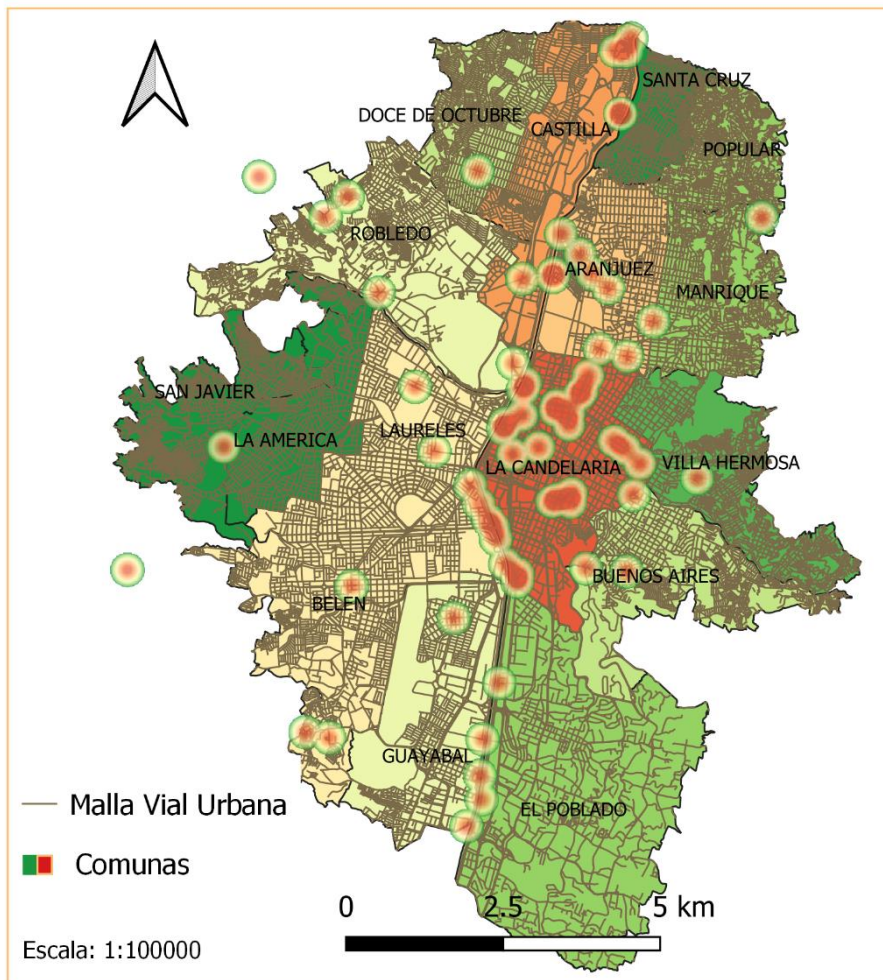 SANTA CRUZ
DOCE DE OCTUBRE
CASTILLA
POPULAR
ROBLEDO
ARANJUEZ
MANRIQUE
SAN JAVIER
LAURELES
LA AMERICA
LA CANDELARIA
VILLA HERMOSA
BUENOS AIRES
BELEN
GUAYABAL
EL POBLADO
Malla Vial Urbana
Comunas
0 2.5 5 km
Escala: 1:100000